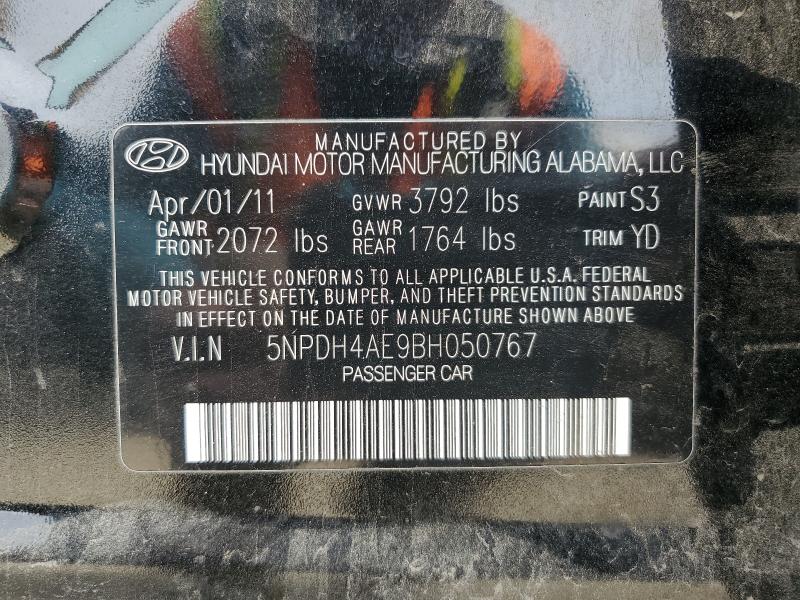 MANUFACTURED BY
HYUNDAI MOTOR MANUFACTURING ALABAMA, LLC
Apr/01/11 GVWR 3792 lbs PAINT S3
GAWR FRONT 2072 lbs GAWR REAR 1764 lbs TRIM YD
THIS VEHICLE CONFORMS TO ALL APPLICABLE U.S.A. FEDERAL
MOTOR VEHICLE SAFETY, BUMPER, AND THEFT PREVENTION STANDARDS
IN EFFECT ON THE DATE OF MANUFACTURE SHOWN ABOVE
V.I.N 5NPDH4AE9BH050767
PASSENGER CAR